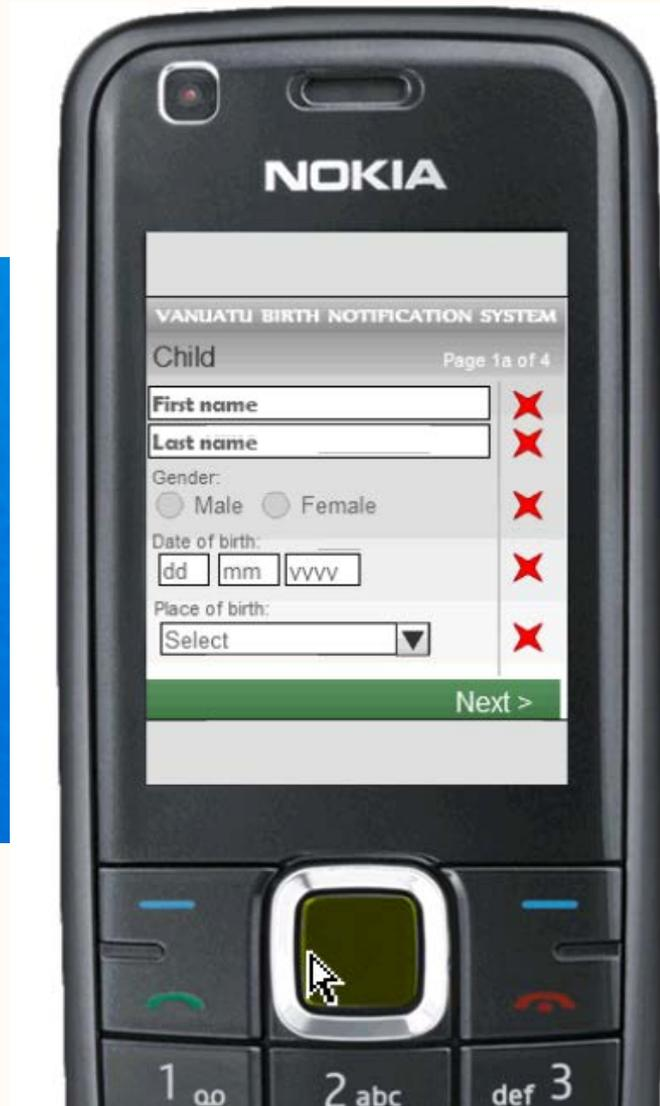 NOKIA
VANUATU BIRTH NOTIFICATION SYSTEM
Child
Page 1a of 4
First name
Last name
Gender:
Male Female
Date of birth:
dd mm yyyy
Place of birth:
Select
Next >
1 2 abc def 3